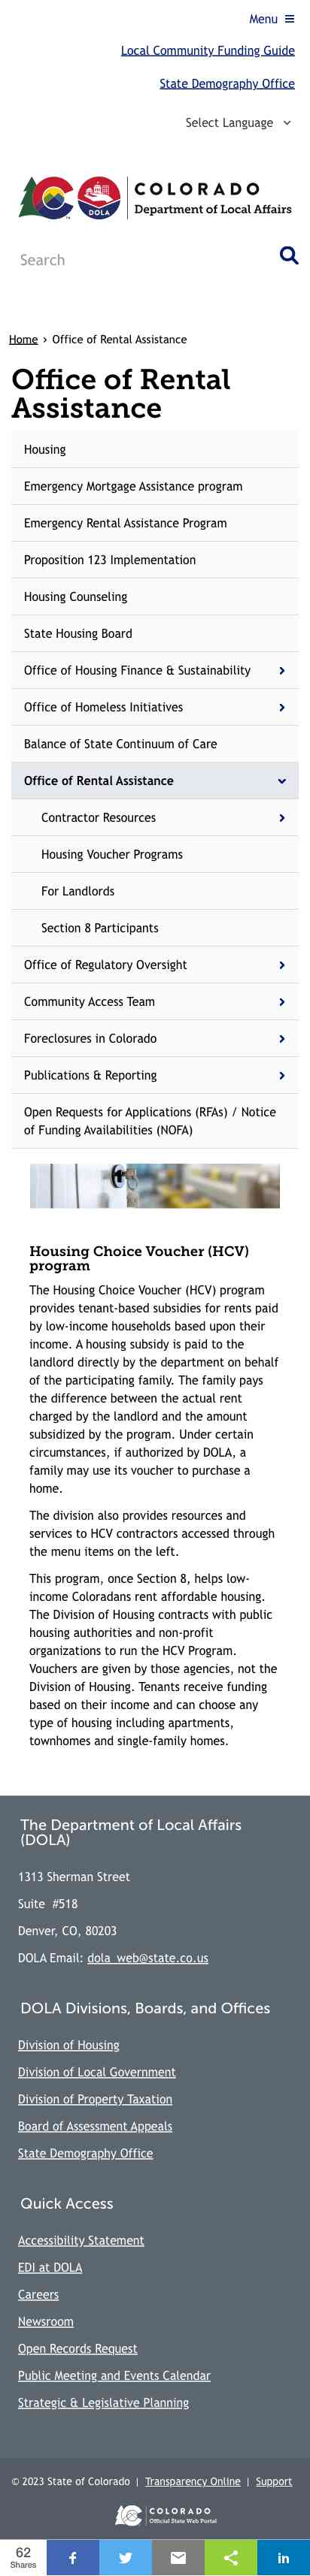 Menu
Local Community Funding Guide
State Demography Office
Select Language
DOLA
COLORADO
Department of Local Affairs
Search
Home > Office of Rental Assistance
Office of Rental
Assistance
Housing
Emergency Mortgage Assistance program
Emergency Rental Assistance Program
Proposition 123 Implementation
Housing Counseling
State Housing Board
Office of Housing Finance & Sustainability
Office of Homeless Initiatives
Balance of State Continuum of Care
Office of Rental Assistance
Contractor Resources
Housing Voucher Programs
For Landlords
Section 8 Participants
Office of Regulatory Oversight
Community Access Team
Foreclosures in Colorado
Publications & Reporting
Open Requests for Applications (RFAs) / Notice
of Funding Availabilities (NOFA)
Housing Choice Voucher (HCV)
program
The Housing Choice Voucher (HCV) program
provides tenant-based subsidies for rents paid
by low-income households based upon their
income. A housing subsidy is paid to the
landlord directly by the department on behalf
of the participating family. The family pays
the difference between the actual rent
charged by the landlord and the amount
subsidized by the program. Under certain
circumstances, if authorized by DOLA, a
family may use its voucher to purchase a
home.
The division also provides resources and
services to HCV contractors accessed through
the menu items on the left.
This program, once Section 8, helps low-
income Coloradans rent affordable housing.
The Division of Housing contracts with public
housing authorities and non-profit
organizations to run the HCV Program.
Vouchers are given by those agencies, not the
Division of Housing. Tenants receive funding
based on their income and can choose any
type of housing including apartments,
townhomes and single-family homes.
The Department of Local Affairs
(DOLA)
1313 Sherman Street
Suite #518
Denver, CO, 80203
DOLA Email: dola_web@state.co.us
DOLA Divisions, Boards, and Offices
Division of Housing
Division of Local Government
Division of Property Taxation
Board of Assessment Appeals
State Demography Office
Quick Access
Accessibility Statement
EDI at DOLA
Careers
Newsroom
Open Records Request
Public Meeting and Events Calendar
Strategic & Legislative Planning
© 2023 State of Colorado | Transparency Online | Support
COLORADO
Official State Web Portal
62
Shares